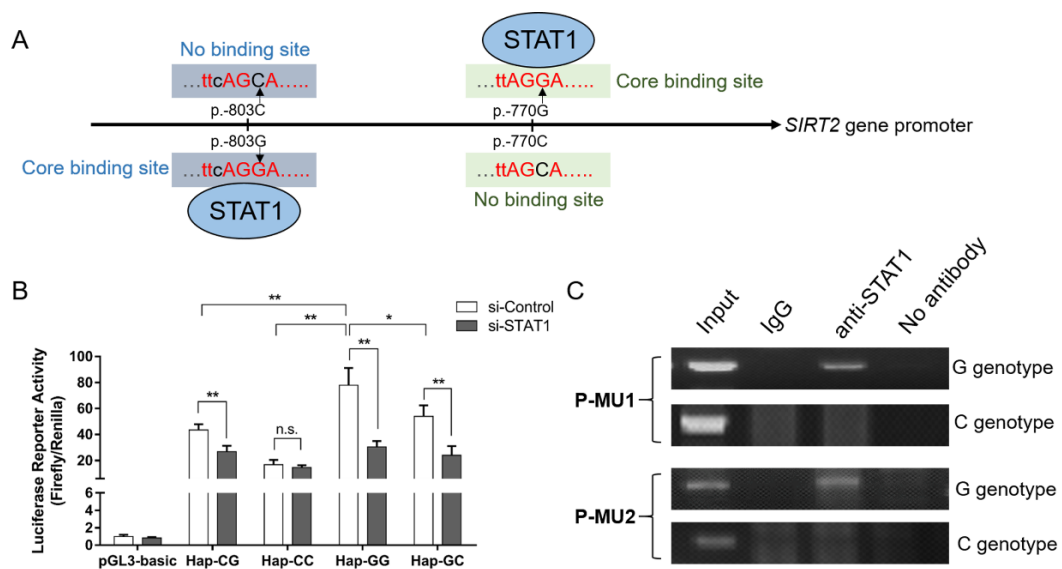 A
No binding site
...ttcAGCA.....
p.-803C
p.-803G
...ttcAGGA.....
Core binding site
STAT1
STAT1
...ttAGGA.....
Core binding site
p.-770G
p.-770C
...ttAGCA.....
No binding site
SIRT2 gene promoter
B
si-Control
si-STAT1
Luciferase Reporter Activity
(Firefly/Renilla)
100
80
60
40
20
6
4
2
0
**
**
*
**
n.s.
**
**
pGL3-basic
Hap-CG
Hap-CC
Hap-GG
Hap-GC
C
Input
IgG
anti-STAT1
No antibody
P-MU1
G genotype
C genotype
P-MU2
G genotype
C genotype